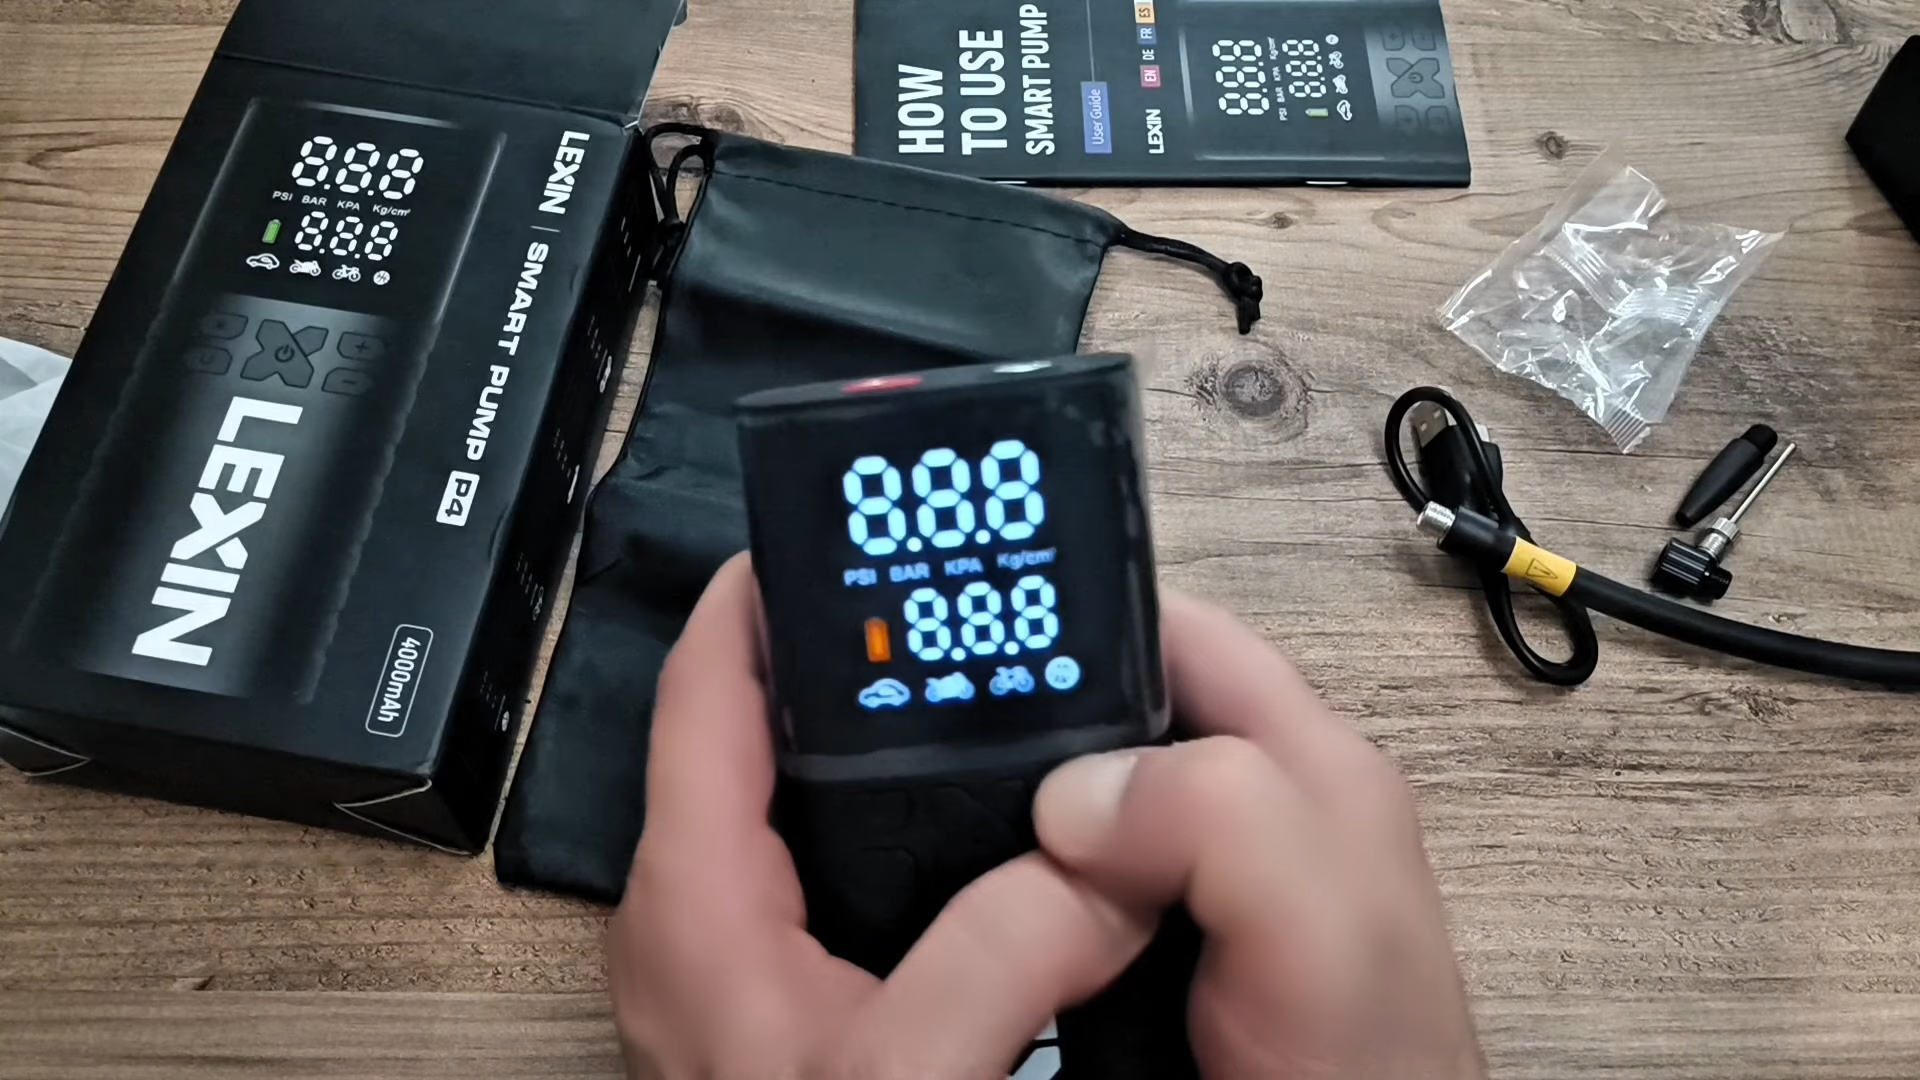 8.8.8
PSI BAR KPA Kg/cm²
8.8.8
LEXIN
LEXIN | SMART PUMP P4
4000mAh
HOW
TO USE
SMART PUMP
User Guide
LEXIN EN DE FR ES
8.8.8
PSI BAR KPA Kg/cm²
8.8.8
8.8.8
PSI BAR KPA Kg/cm²
8.8.8